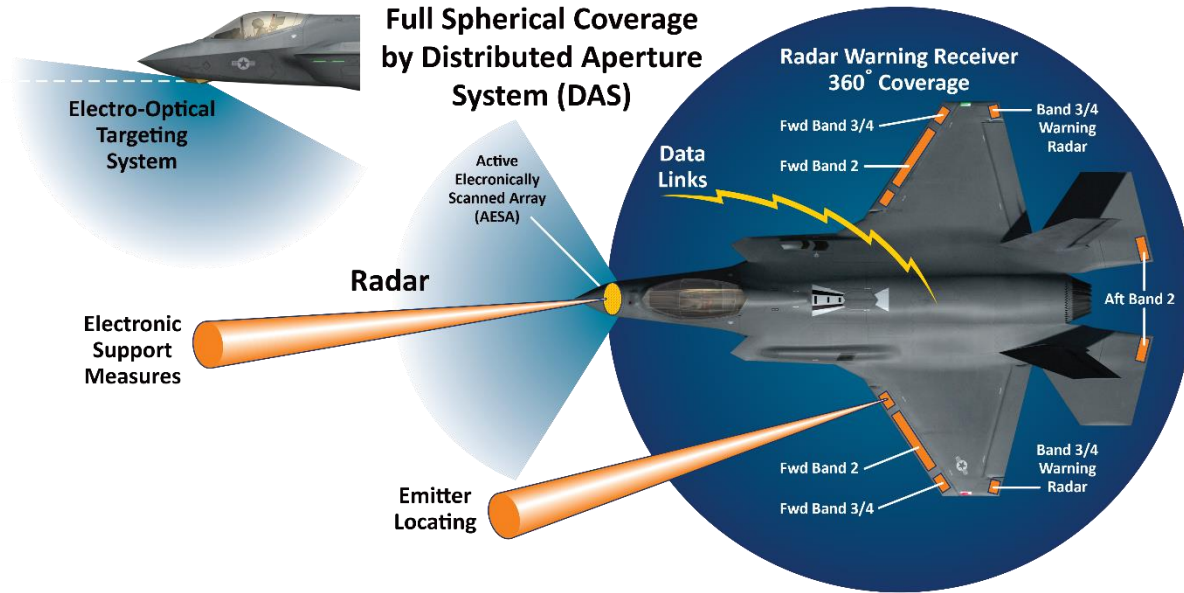 Full Spherical Coverage
by Distributed Aperture
System (DAS)
Electro-Optical
Targeting
System
Radar Warning Receiver
360° Coverage
Fwd Band 3/4
Fwd Band 2
Band 3/4
Warning
Radar
Data
Links
Active
Elecronically
Scanned Array
(AESA)
Radar
Electronic
Support
Measures
Aft Band 2
Emitter
Locating
Fwd Band 2
Fwd Band 3/4
Band 3/4
Warning
Radar